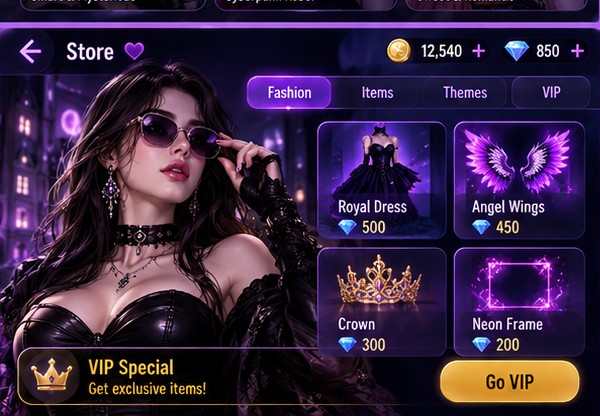 Store
12,540 +
850 +
Fashion
Items
Themes
VIP
Royal Dress
500
Angel Wings
450
Crown
300
Neon Frame
200
VIP Special
Get exclusive items!
Go VIP